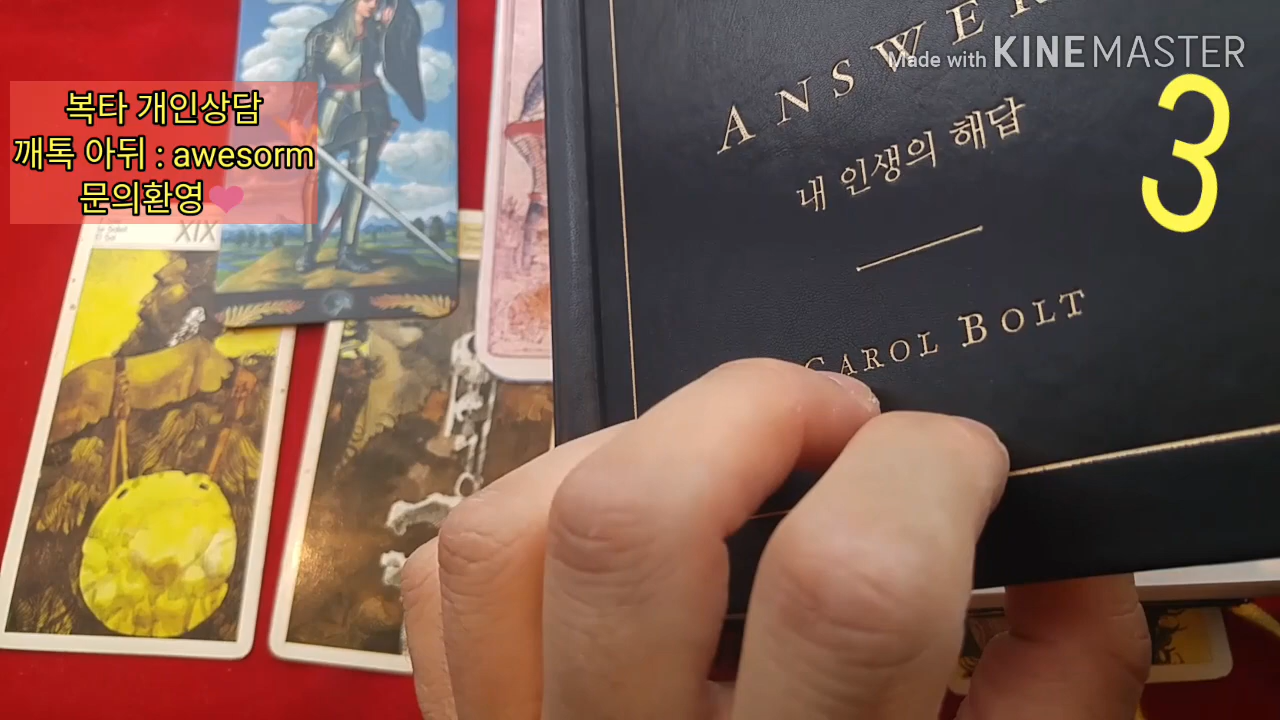 복타 개인상담
깨톡 아뒤 : awesorm
문의환영
Made with KINEMASTER
3
XIX
ANSWER
내 인생의 해답
CAROL BOLT